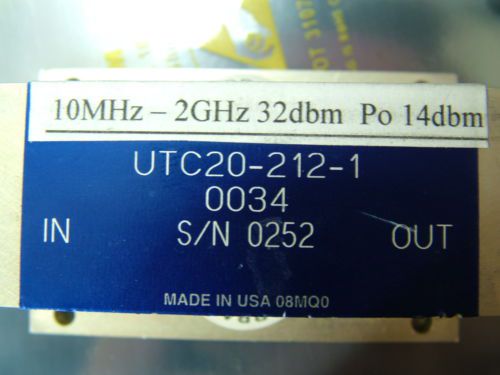 10MHz – 2GHz 32dbm Po 14dbm
UTC20-212-1
0034
IN S/N 0252 OUT
MADE IN USA 08MQ0